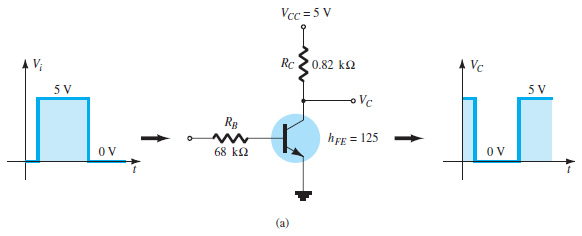 V_CC = 5 V
R_C 0.82 kΩ
V_i
5 V
0 V
t
R_B
68 kΩ
V_C
h_FE = 125
V_C
5 V
0 V
t
(a)